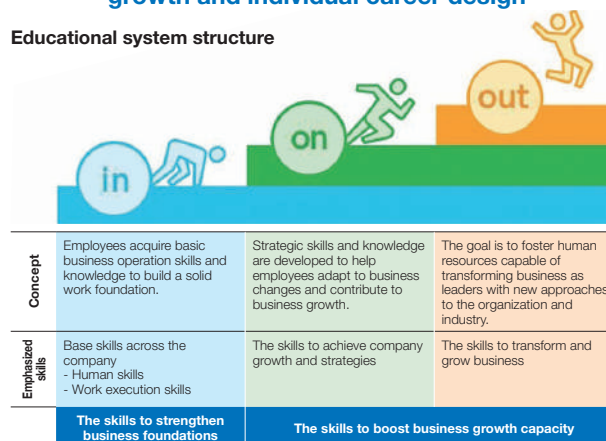 growth and individual career design
Educational system structure
in
on
out
Concept
Employees acquire basic
business operation skills and
knowledge to build a solid
work foundation.
Strategic skills and knowledge
are developed to help
employees adapt to business
changes and contribute to
business growth.
The goal is to foster human
resources capable of
transforming business as
leaders with new approaches
to the organization and
industry.
Emphasized
skills
Base skills across the
company
- Human skills
- Work execution skills
The skills to achieve company
growth and strategies
The skills to transform and
grow business
The skills to strengthen
business foundations
The skills to boost business growth capacity